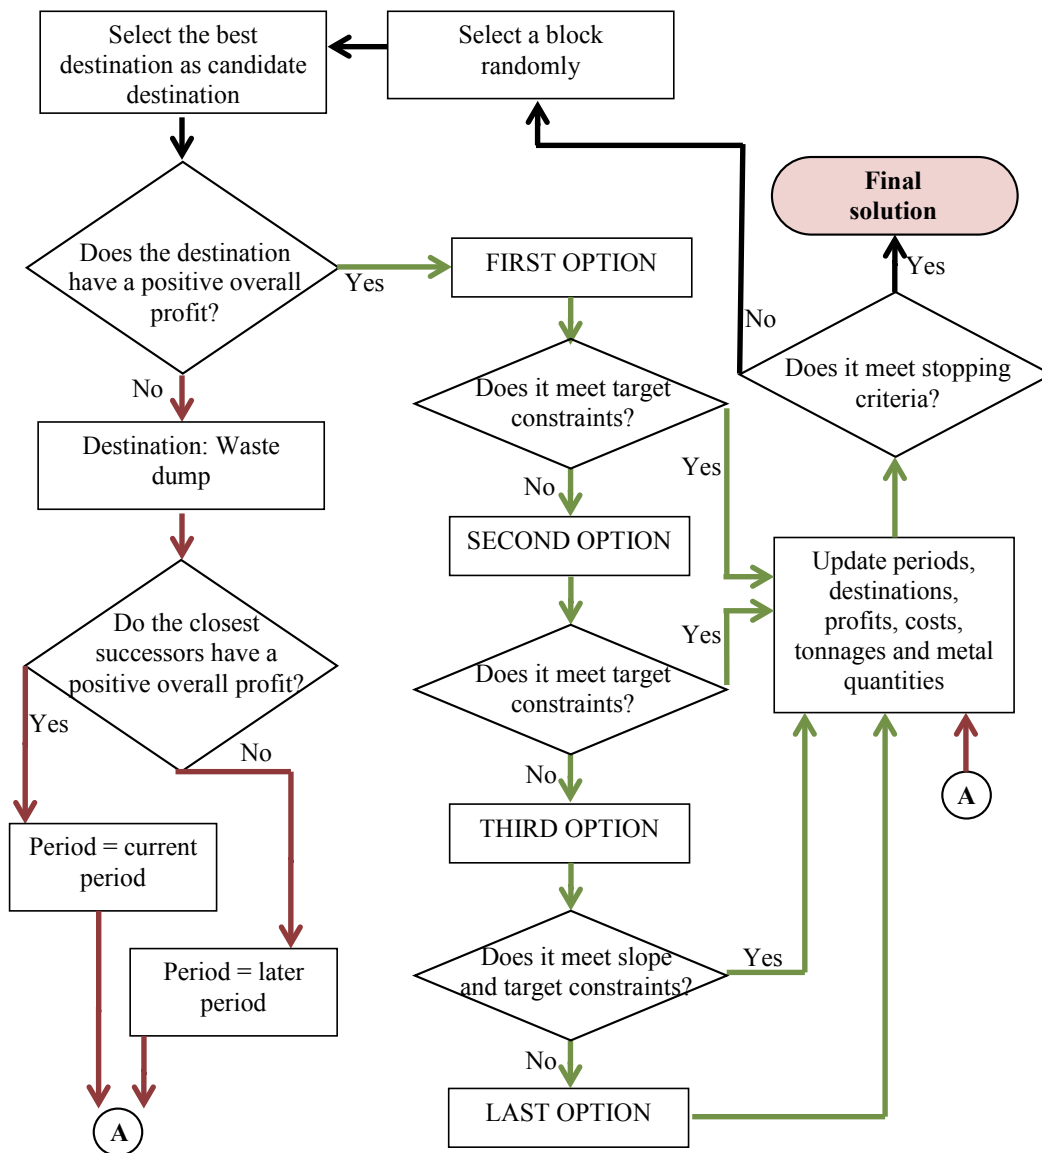 Select the best
destination as candidate
destination
Select a block
randomly
Final
solution
Does the destination
have a positive overall
profit?
Yes
FIRST OPTION
Yes
No
Does it meet stopping
criteria?
No
Does it meet target
constraints?
Destination: Waste
dump
Yes
No
SECOND OPTION
Update periods,
destinations,
profits, costs,
tonnages and metal
quantities
Do the closest
successors have a
positive overall profit?
Yes
Does it meet target
constraints?
Yes
No
No
A
THIRD OPTION
Period = current
period
Does it meet slope
and target constraints?
Yes
Period = later
period
No
LAST OPTION
A